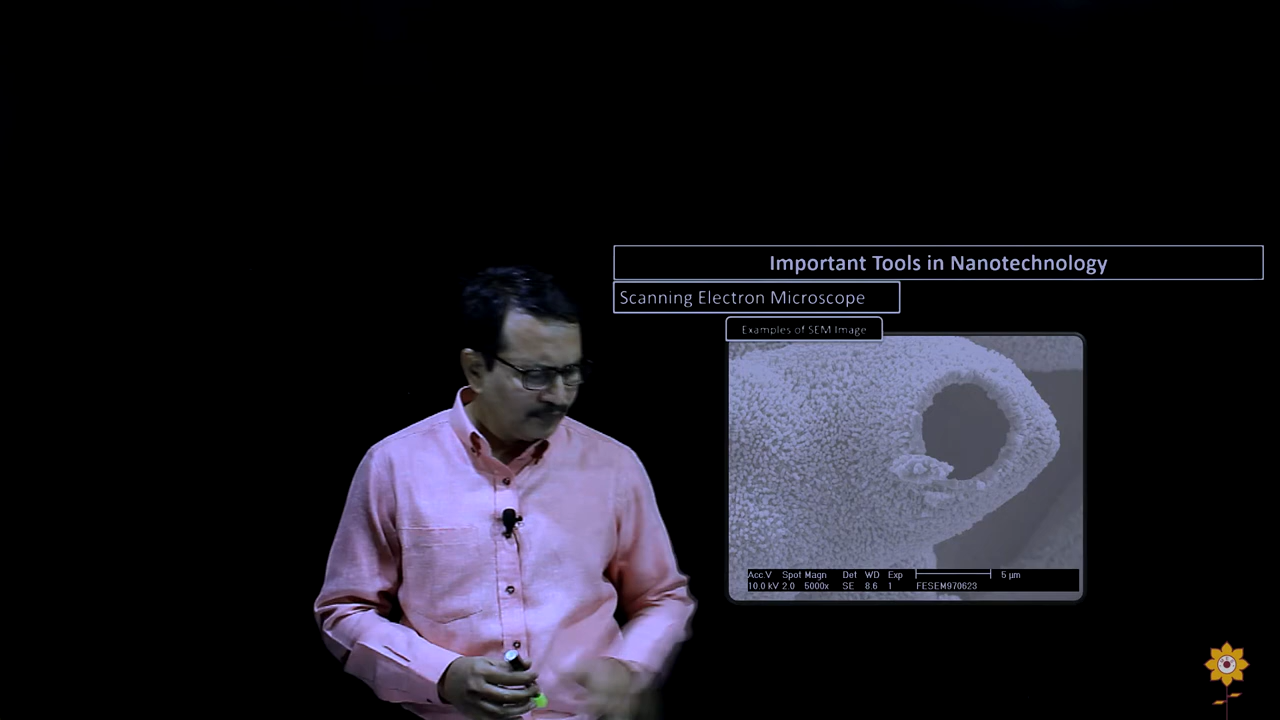 Important Tools in Nanotechnology
Scanning Electron Microscope
Examples of SEM Image
Acc.V Spot Magn Det WD Exp 5 µm
10.0 kV 2.0 5000x SE 8.6 1 FESEM970623